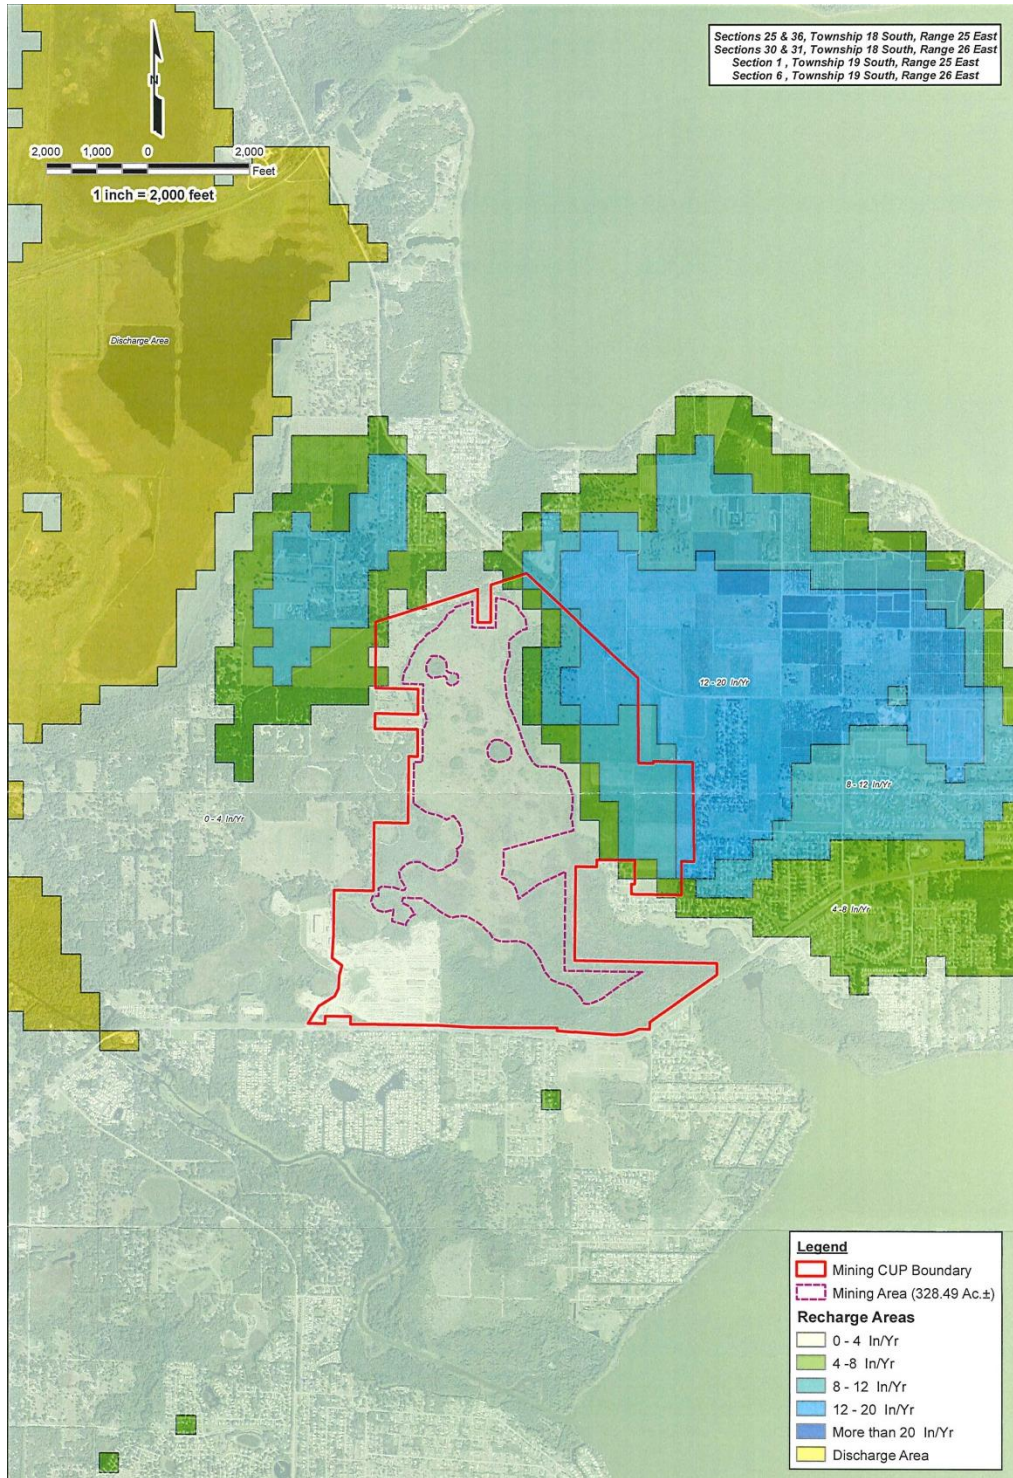 Sections 25 & 36, Township 18 South, Range 25 East
Sections 30 & 31, Township 18 South, Range 26 East
Section 1 , Township 19 South, Range 25 East
Section 6 , Township 19 South, Range 26 East
N
2,000 1,000 0 2,000
Feet
1 inch = 2,000 feet
Discharge Area
12 - 20 In/Yr
8 - 12 In/Yr
0 - 4 In/Yr
4 -8 In/Yr
Legend
Mining CUP Boundary
Mining Area (328.49 Ac.±)
Recharge Areas
0 - 4 In/Yr
4 -8 In/Yr
8 - 12 In/Yr
12 - 20 In/Yr
More than 20 In/Yr
Discharge Area